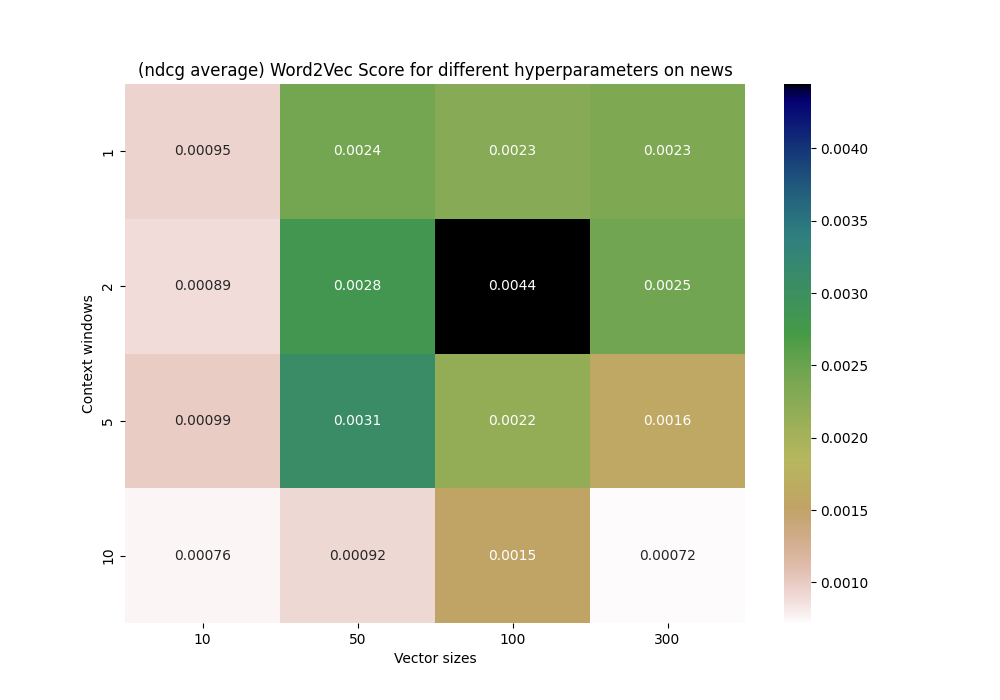 (ndcg average) Word2Vec Score for different hyperparameters on news
1 0.00095 0.0024 0.0023 0.0023
2 0.00089 0.0028 0.0044 0.0025
5 0.00099 0.0031 0.0022 0.0016
10 0.00076 0.00092 0.0015 0.00072
10 50 100 300
Vector sizes
Context windows
0.0040
0.0035
0.0030
0.0025
0.0020
0.0015
0.0010